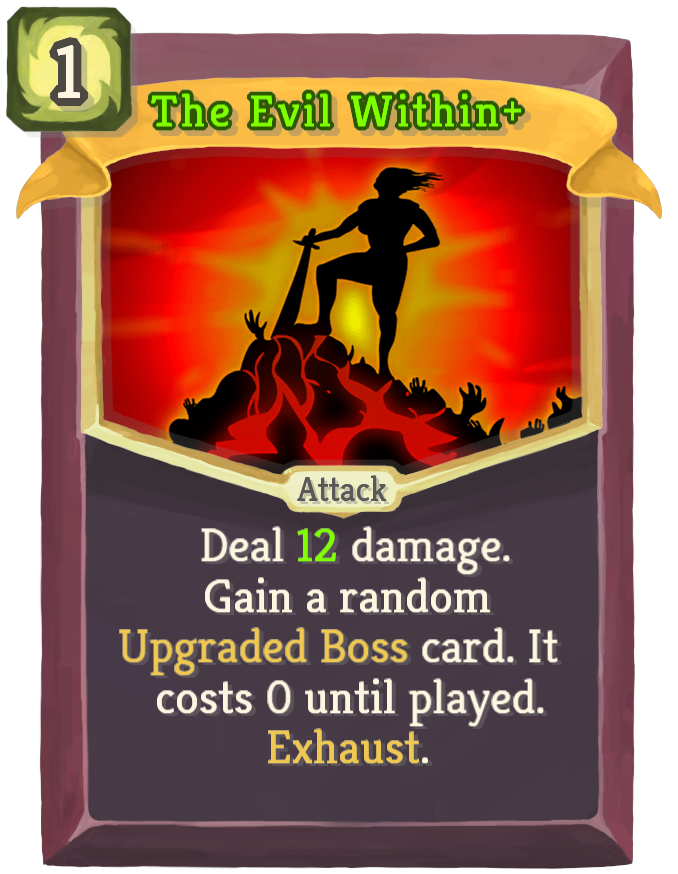 1
The Evil Within+
Attack
Deal 12 damage.
Gain a random
Upgraded Boss card. It
costs 0 until played.
Exhaust.